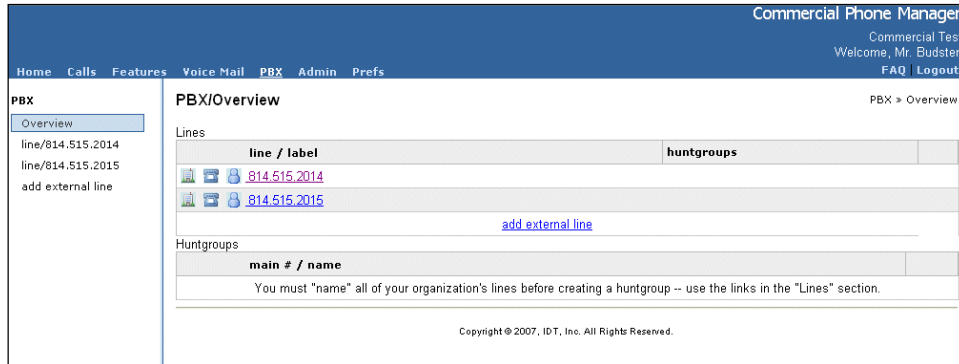 Commercial Phone Manager
Commercial Tes
Welcome, Mr. Budster
Home Calls Features Voice Mail PBX Admin Prefs
FAQ | Logout
PBX
Overview
line/814.515.2014
line/814.515.2015
add external line
PBX/Overview
PBX » Overview
Lines
line / label huntgroups
814.515.2014
814.515.2015
add external line
Huntgroups
main # / name
You must "name" all of your organization's lines before creating a huntgroup -- use the links in the "Lines" section.
Copyright © 2007, IDT, Inc. All Rights Reserved.